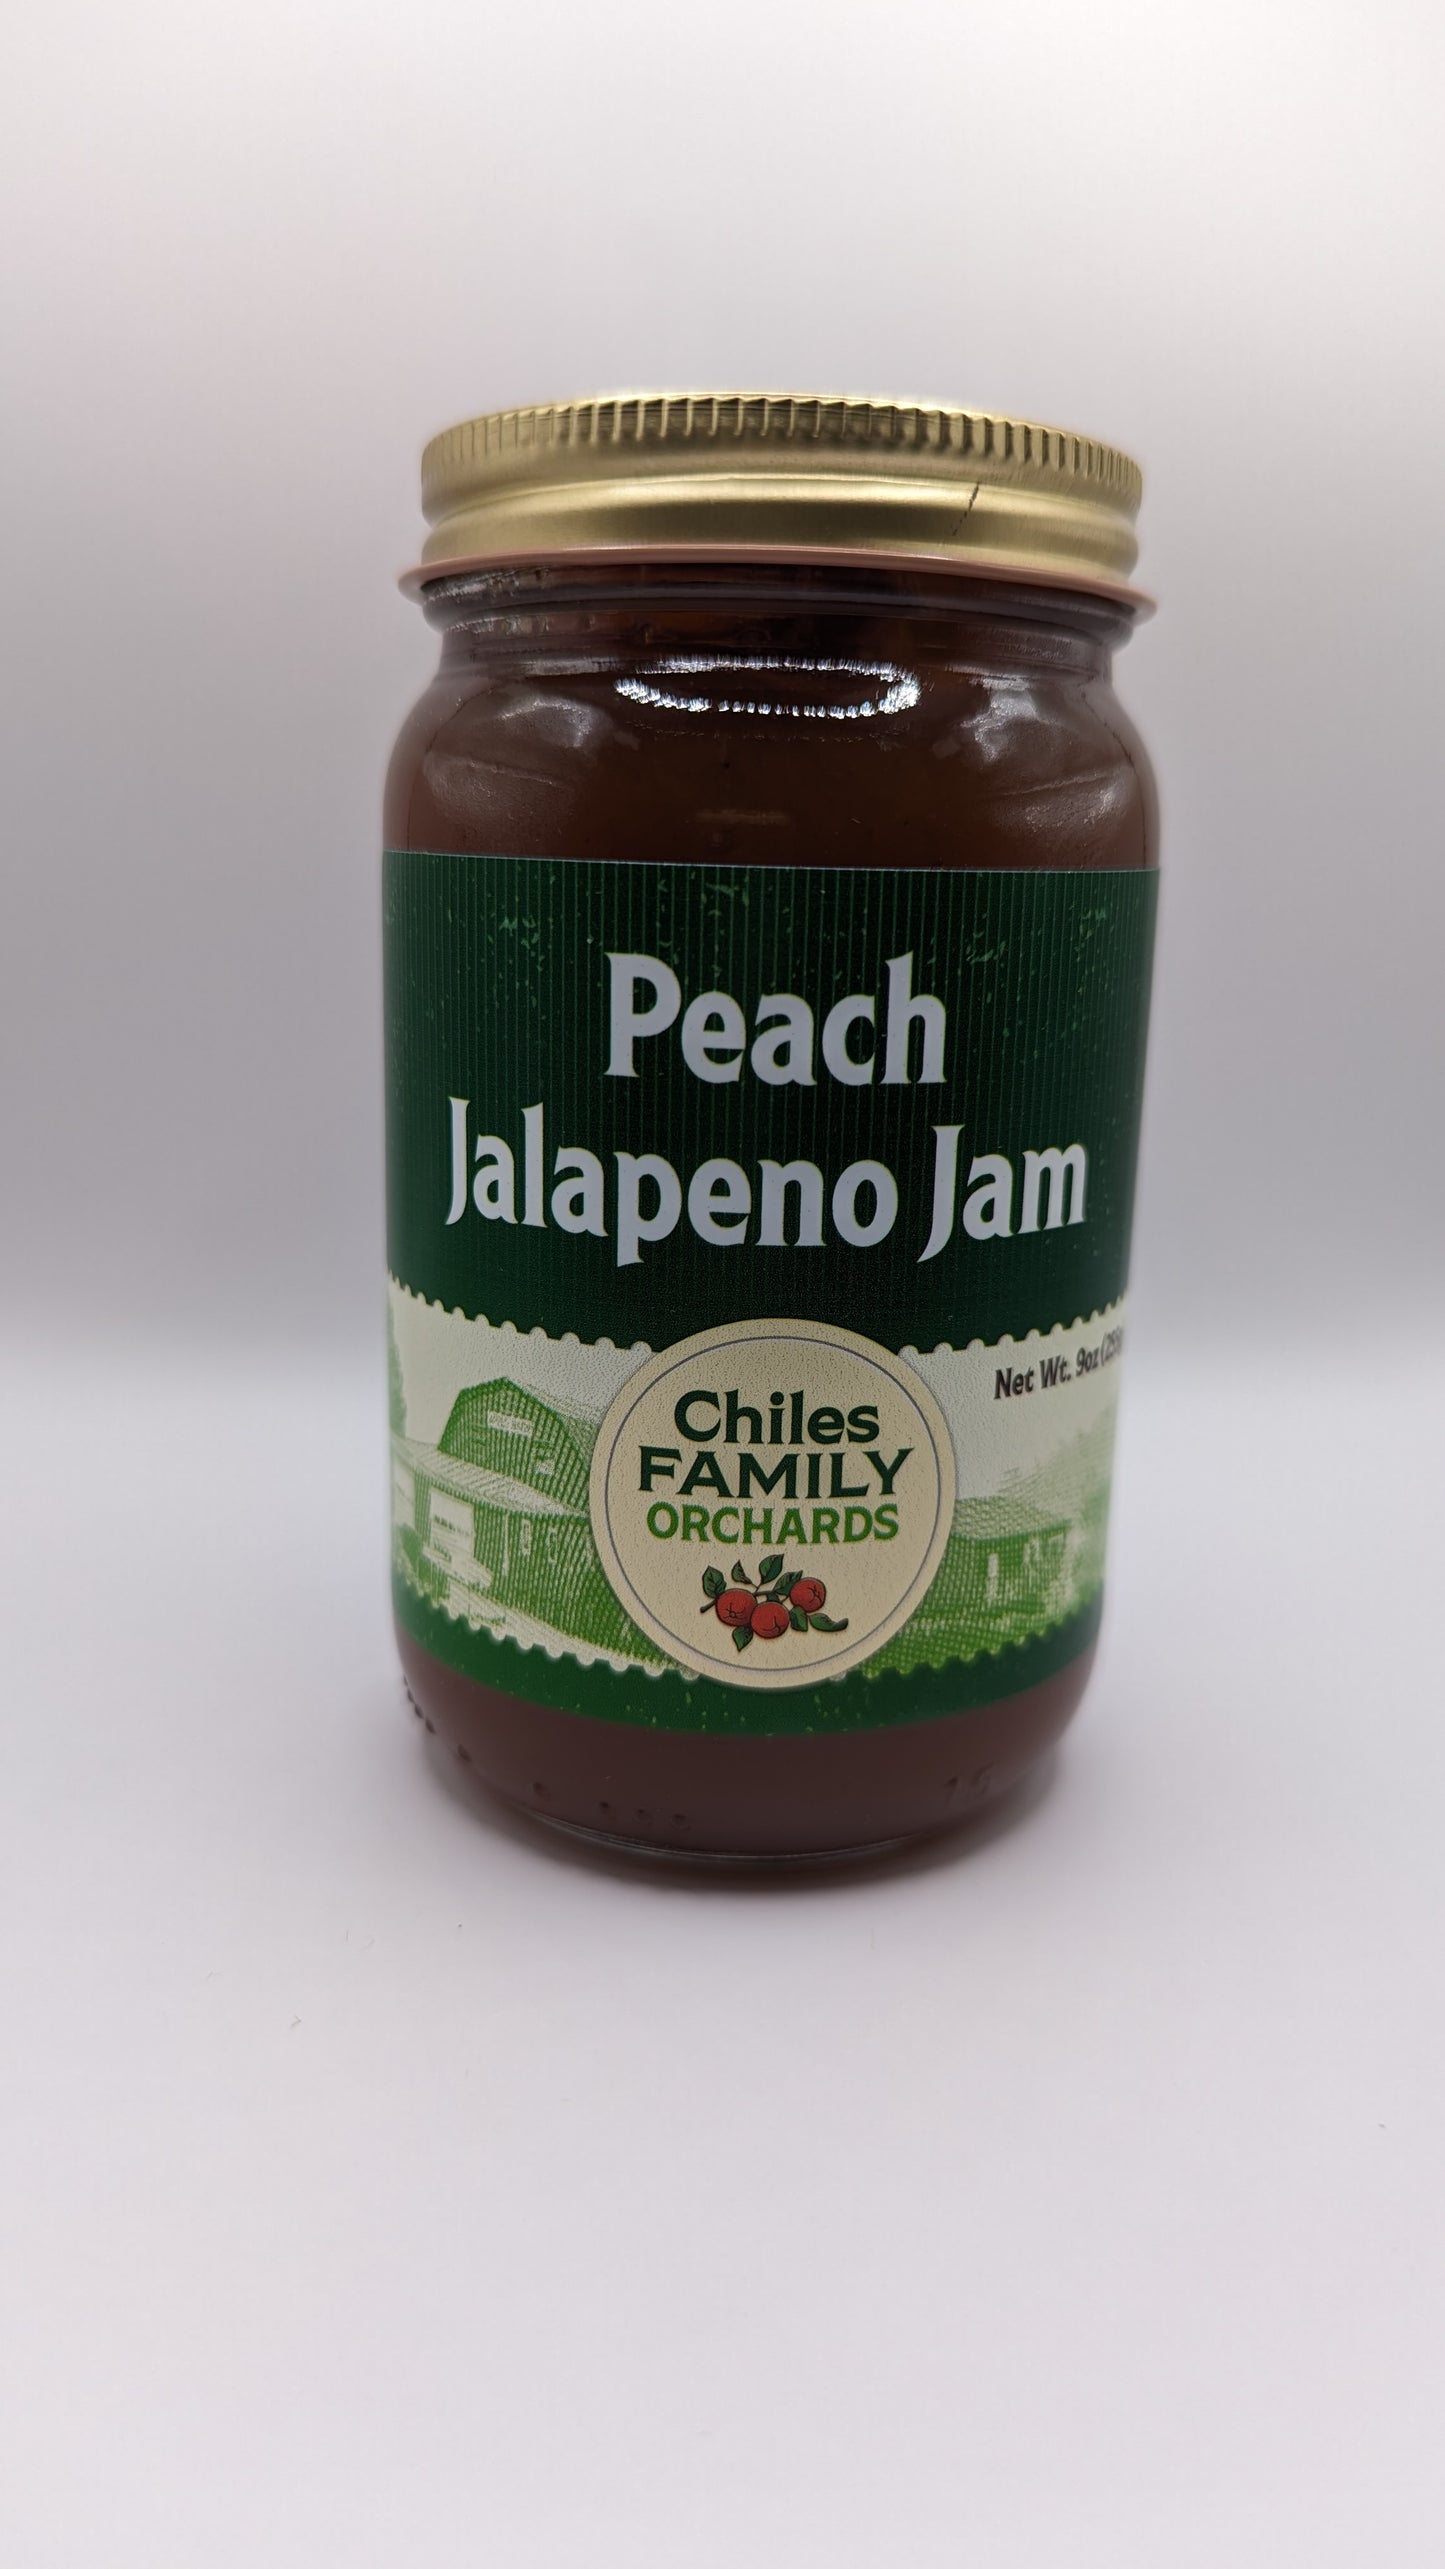 Peach
Jalapeno Jam
Net Wt. 9oz
Chiles
FAMILY
ORCHARDS